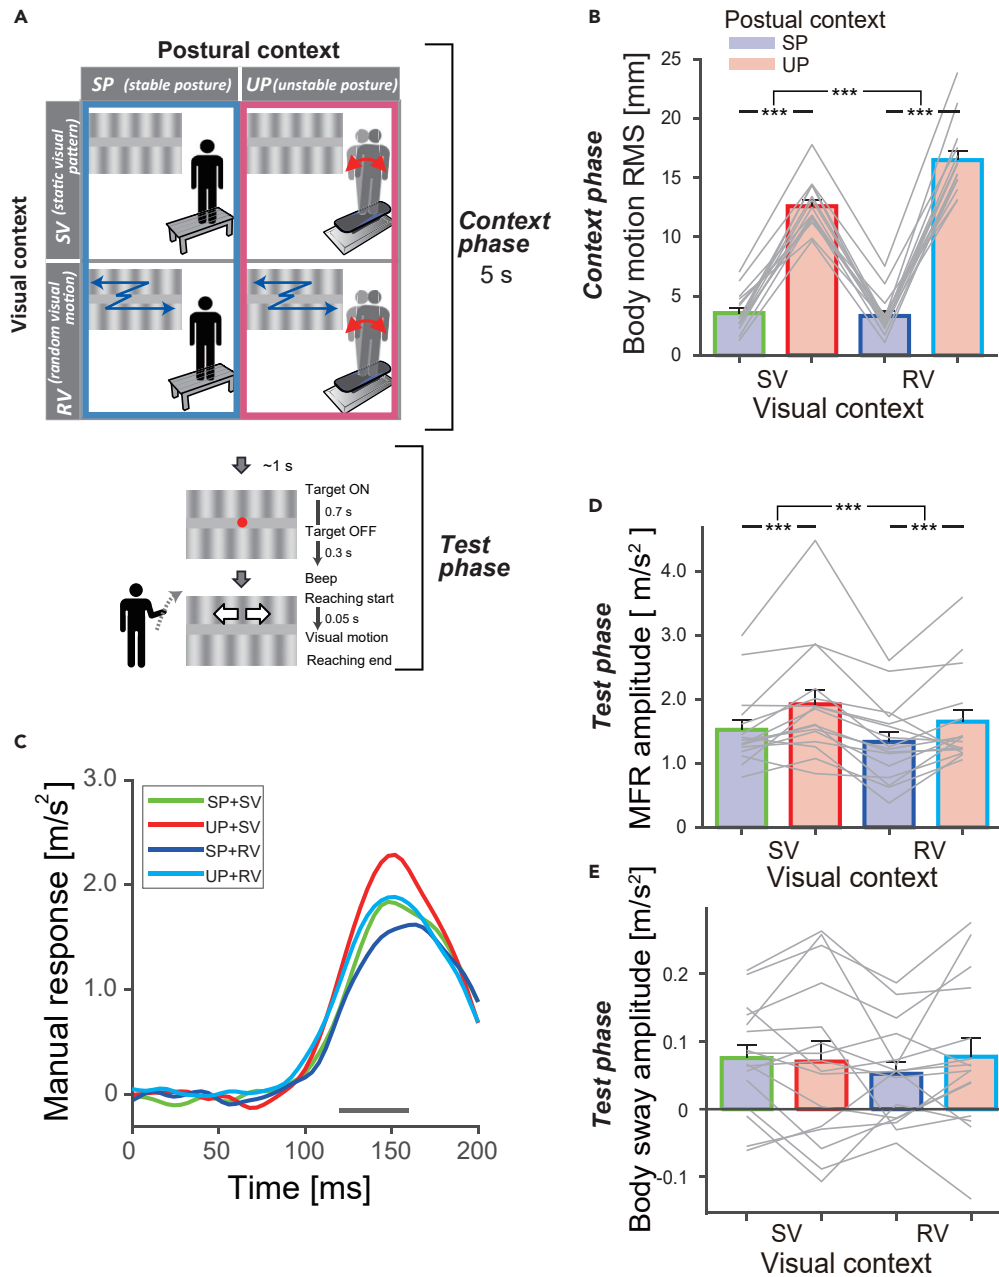 A
Postural context
SP (stable posture)
UP (unstable posture)
Visual context
SV (static visual
pattern)
RV (random visual
motion)
Context
phase
5 s
~1 s
Target ON
0.7 s
Target OFF
0.3 s
Beep
Reaching start
0.05 s
Visual motion
Reaching end
Test
phase
B
Postual context
SP
UP
Context phase
Body motion RMS [mm]
25
20
15
10
5
0
***
***
***
SV
RV
Visual context
C
Manual response [m/s²]
3.0
2.0
1.0
0
SP+SV
UP+SV
SP+RV
UP+RV
0
50
100
150
200
Time [ms]
D
Test phase
MFR amplitude [ m/s²]
4.0
3.0
2.0
1.0
0
***
***
***
SV
RV
Visual context
E
Test phase
Body sway amplitude [m/s²]
0.2
0.1
0
-0.1
SV
RV
Visual context